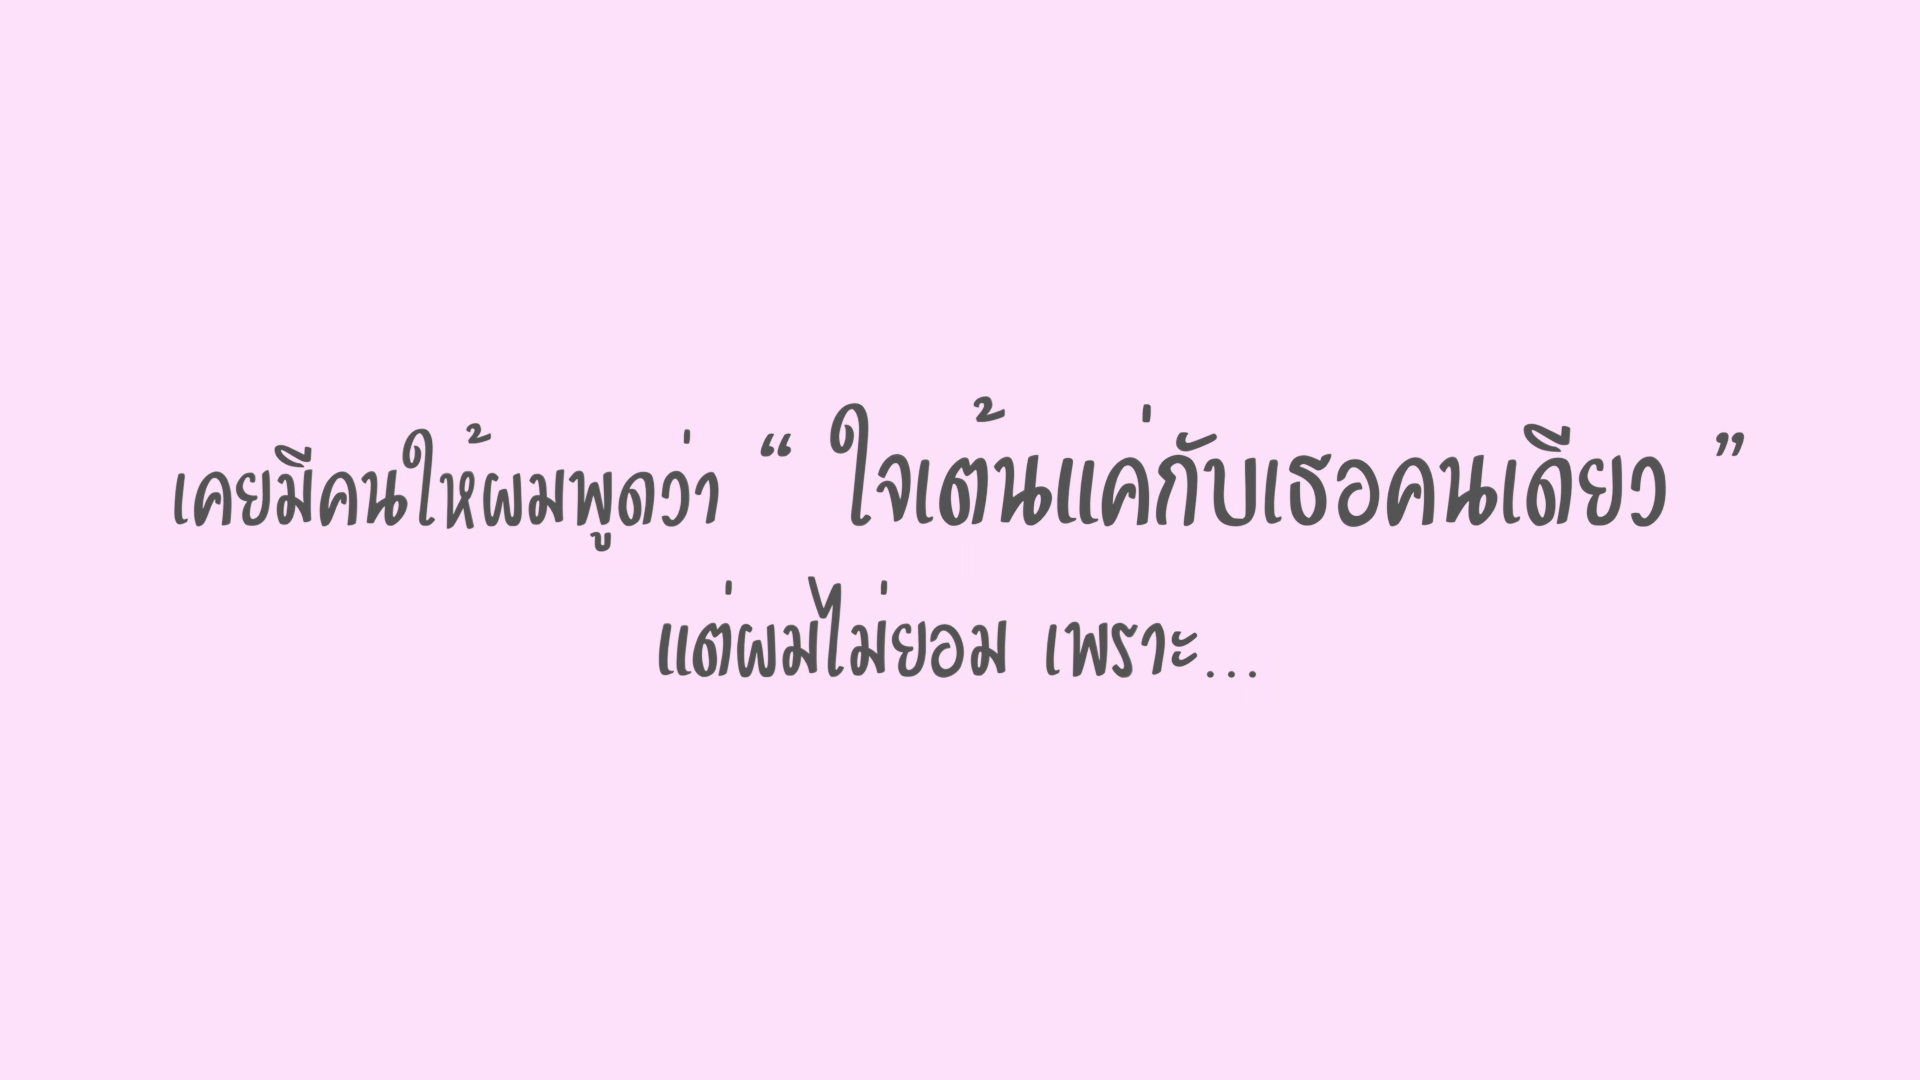 เคยมีคนให้ผมพูดว่า “ ใจเต้นแค่กับเธอคนเดียว ”
แต่ผมไม่ยอม เพราะ...